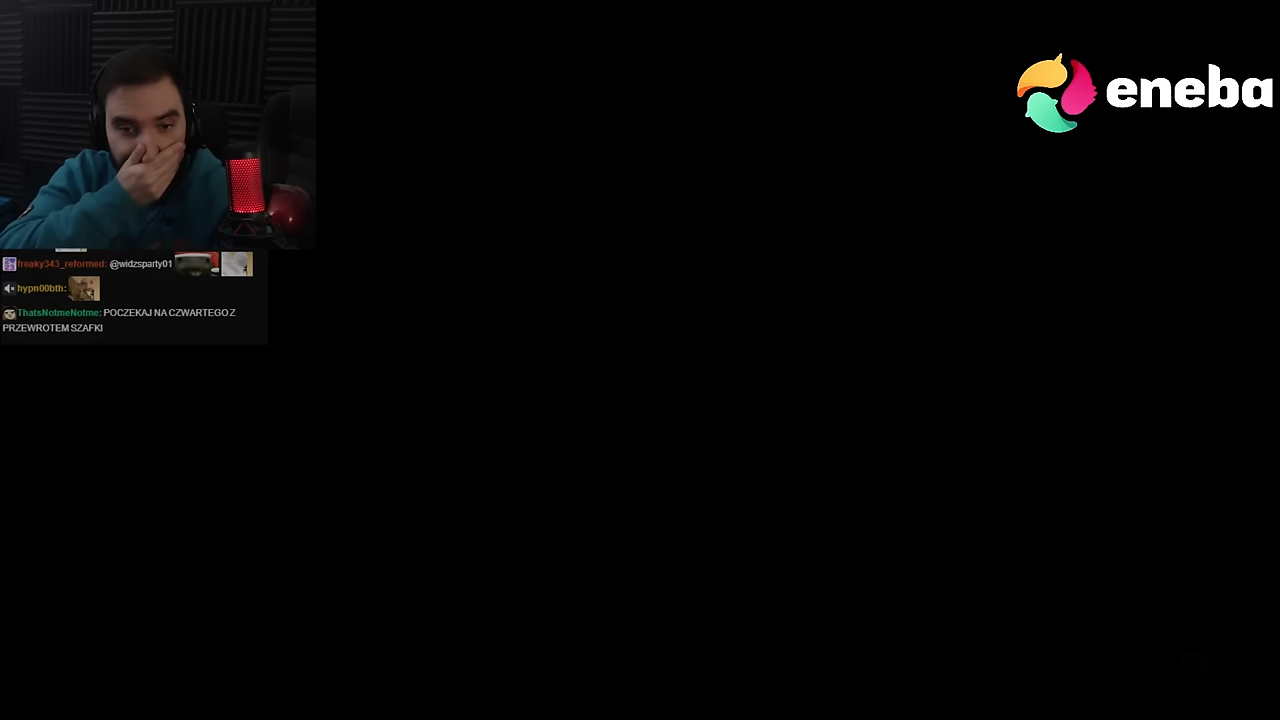 eneba
freaky343_reformed: @widzsparty01
hypn00bth:
ThatsNotmeNotme: POCZEKAJ NA CZWARTEGO Z
PRZEWROTEM SZAFKI